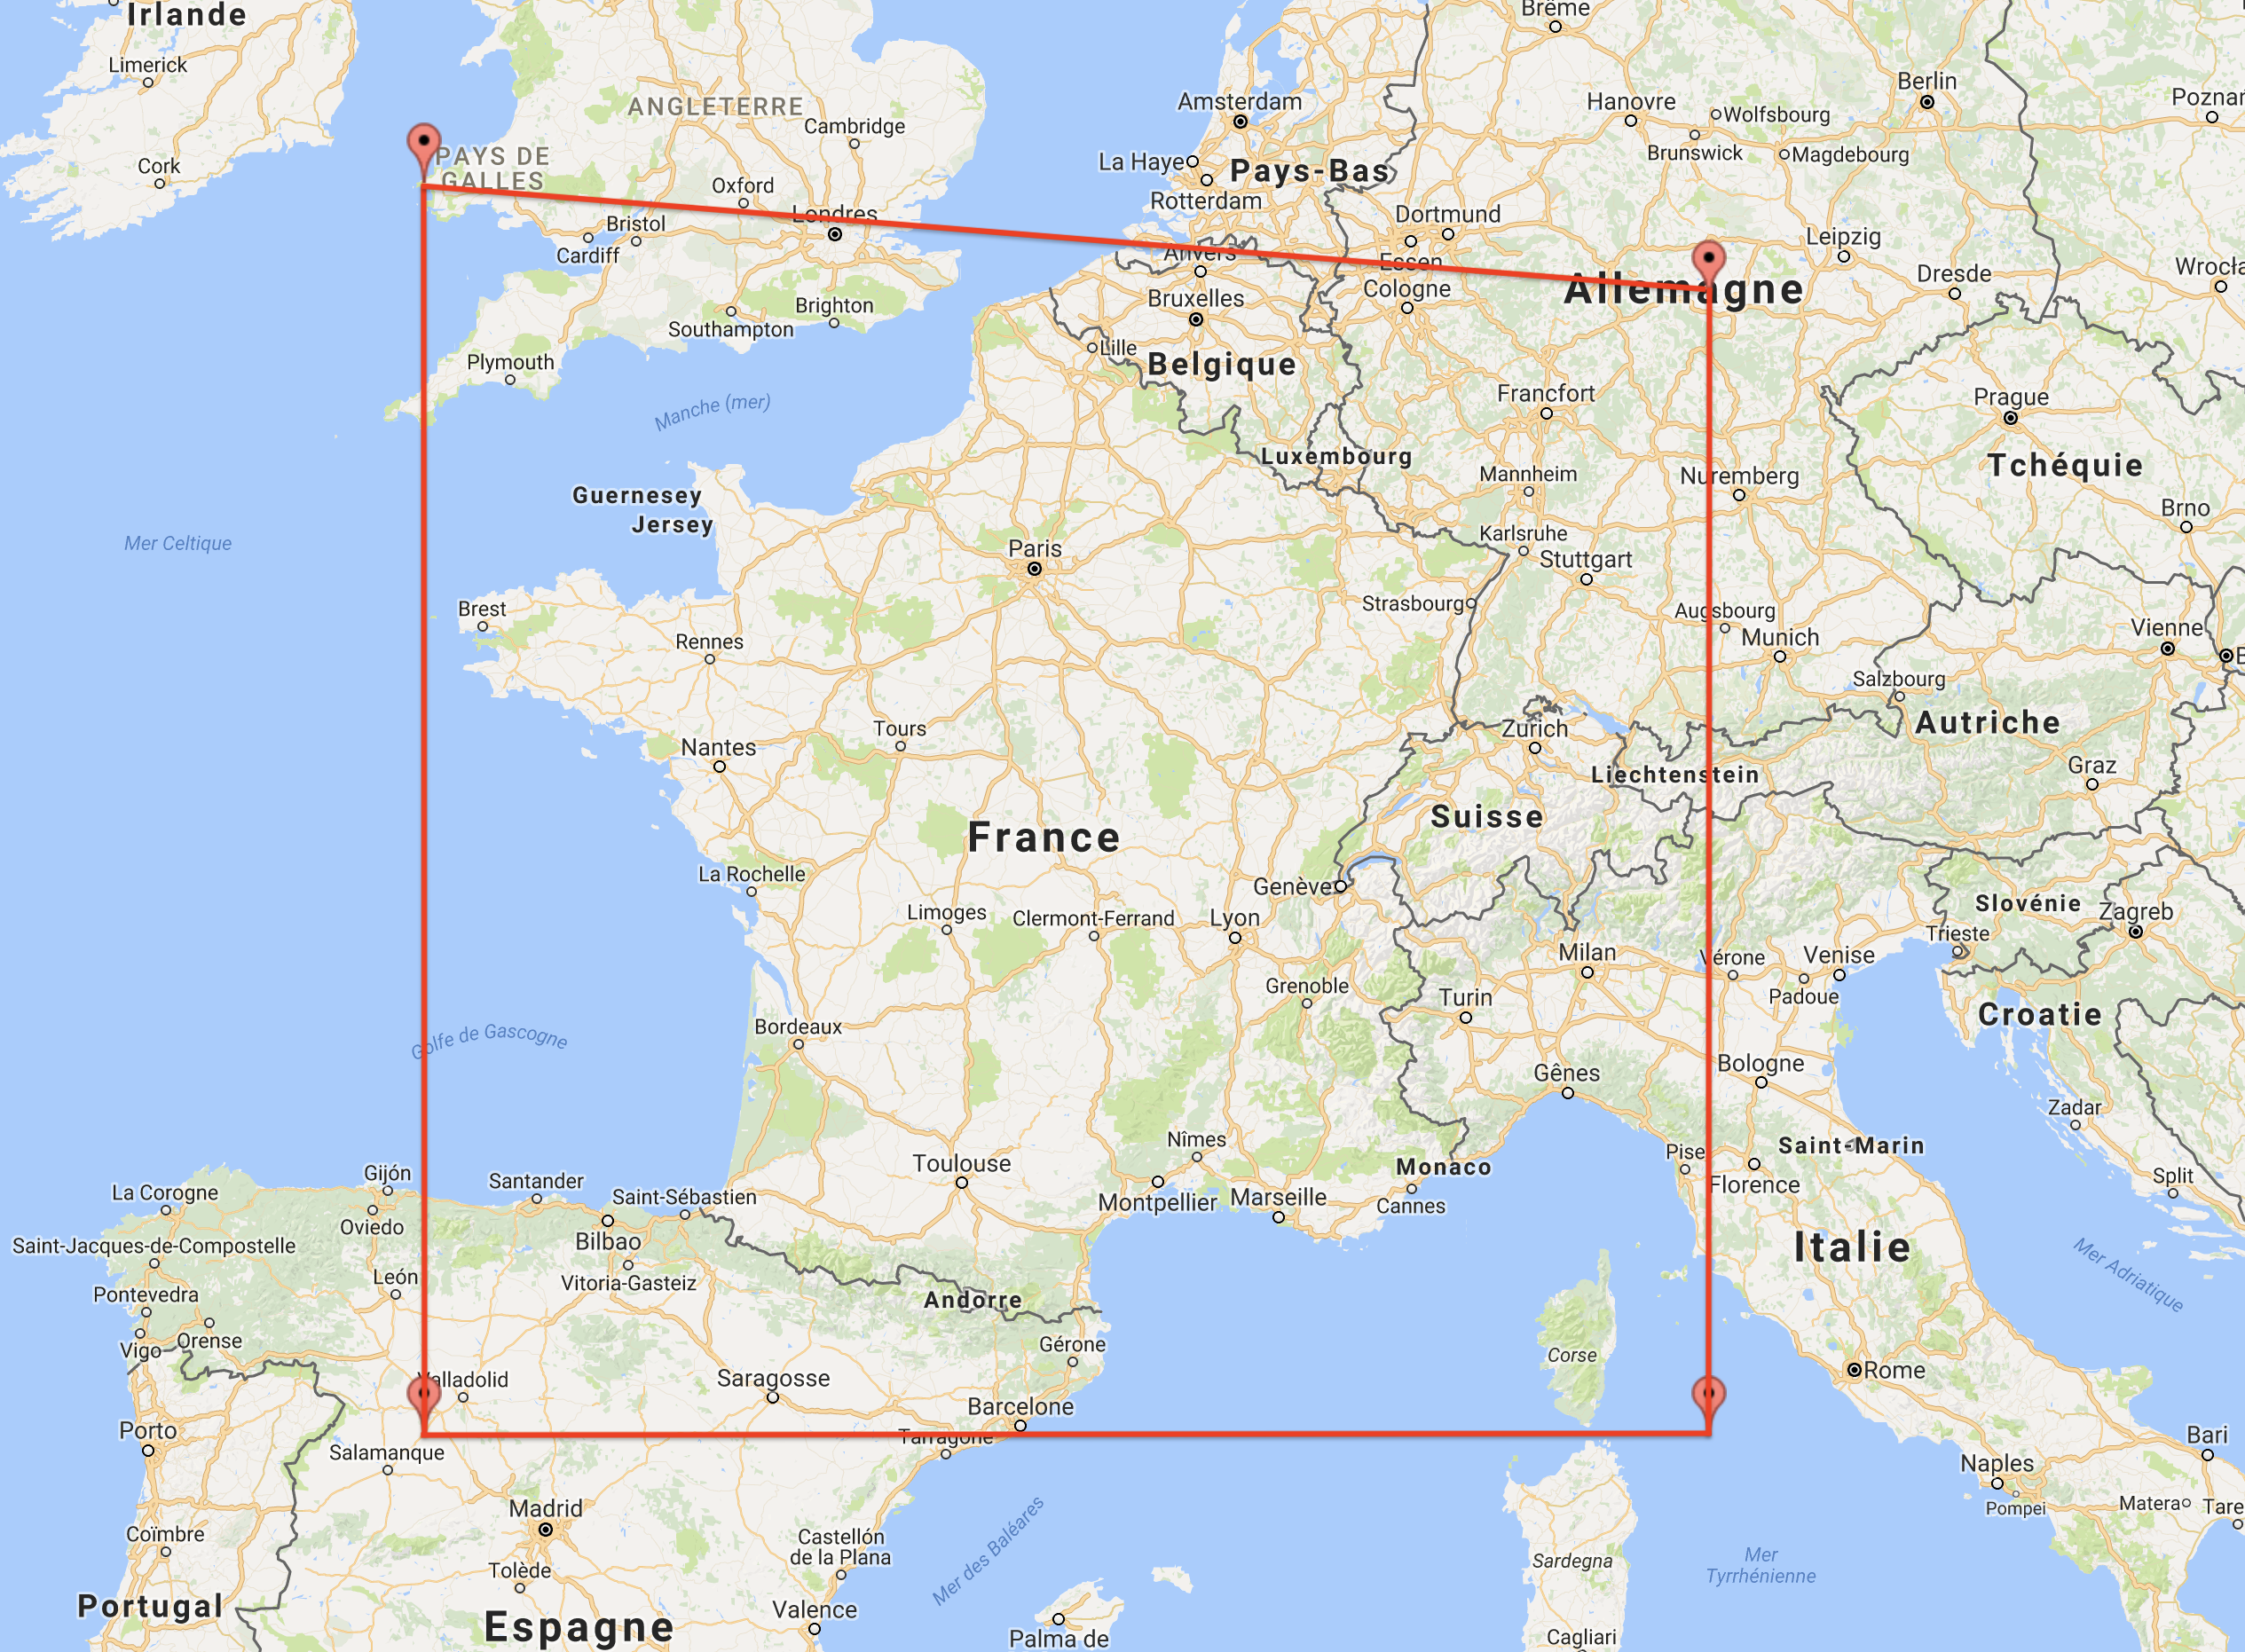 Irlande
Brême
Limerick
Berlin
Amsterdam
Hanovre
Wolfsbourg
ANGLETERRE
Cambridge
La Haye
Pays-Bas
Brunswick
Magdebourg
Cork
PAYS DE
GALLES
Oxford
Rotterdam
Londres
Dortmund
Bristol
Leipzig
Cardiff
Anvers
Essen
Dresde
Cologne
Allemagne
Bruxelles
Brighton
Southampton
Lille
Belgique
Plymouth
Francfort
Prague
Manche (mer)
Luxembourg
Tchéquie
Mannheim
Nuremberg
Guernesey
Jersey
Brno
Karlsruhe
Mer Celtique
Paris
Stuttgart
Strasbourg
Brest
Augsbourg
Rennes
Munich
Vienne
Salzbourg
Autriche
Tours
Zurich
Nantes
Liechtenstein
Graz
France
Suisse
La Rochelle
Genève
Limoges
Clermont-Ferrand
Lyon
Slovénie
Zagreb
Trieste
Milan
Vérone
Venise
Grenoble
Turin
Padoue
Croatie
Bordeaux
Golfe de Gascogne
Gênes
Bologne
Zadar
Nîmes
Saint-Marin
Toulouse
Monaco
Pise
Gijón
Santander
Split
La Corogne
Saint-Sébastien
Montpellier
Marseille
Cannes
Florence
Oviedo
Bilbao
Saint-Jacques-de-Compostelle
Italie
Mer Adriatique
León
Vitoria-Gasteiz
Pontevedra
Andorre
Orense
Vigo
Gérone
Corse
Valladolid
Saragosse
Rome
Barcelone
Porto
Tarragone
Bari
Salamanque
Naples
Madrid
Pompei
Matera
Coïmbre
Castellón
de la Plana
Mer des Baléares
Sardegna
Mer
Tyrrhénienne
Tolède
Portugal
Espagne
Valence
Palma de
Cagliari